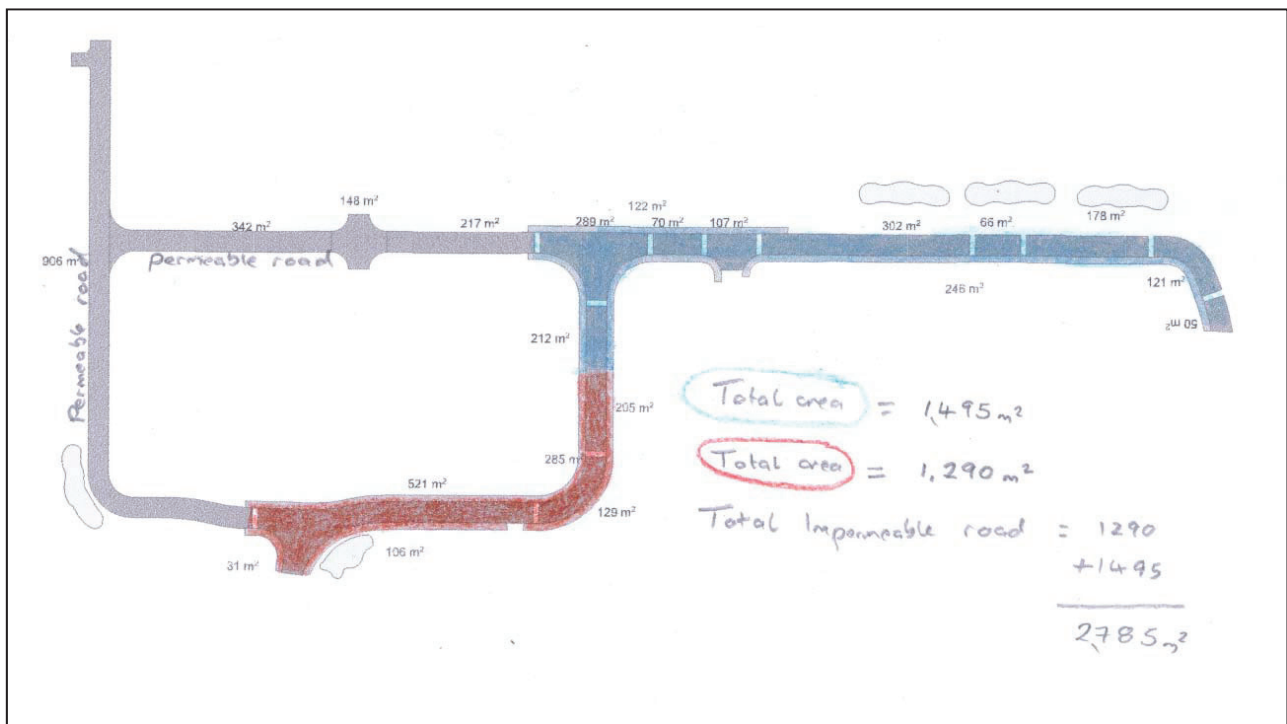 148 m²
122 m²
342 m²
217 m²
289 m²
70 m²
107 m²
302 m²
66 m²
178 m²
906 m²
Permeable road
permeable road
246 m²
121 m²
50 m²
212 m²
205 m²
285 m²
521 m²
129 m²
106 m²
31 m²
Total area = 1,495 m²
Total area = 1,290 m²
Total Impermeable road = 1290
+1495
2,785 m²